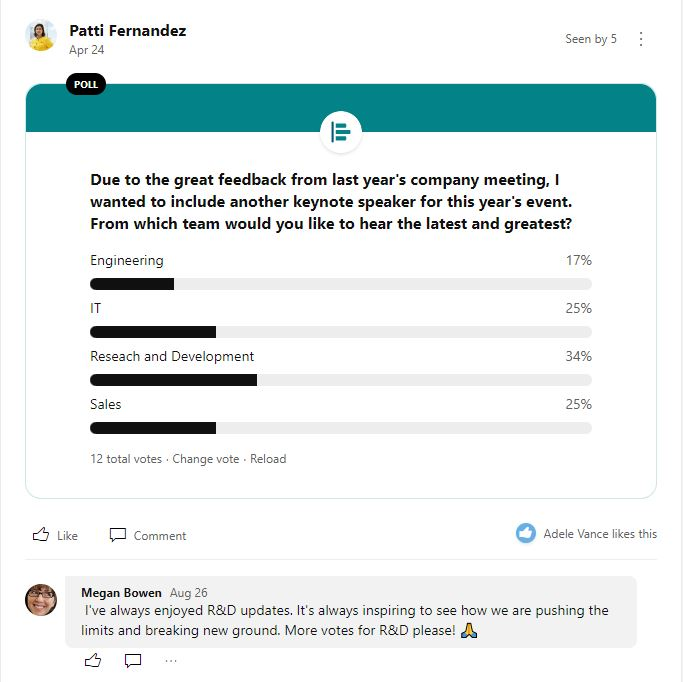 Patti Fernandez
Apr 24
Seen by 5
POLL
Due to the great feedback from last year's company meeting, I
wanted to include another keynote speaker for this year's event.
From which team would you like to hear the latest and greatest?
Engineering 17%
IT 25%
Reseach and Development 34%
Sales 25%
12 total votes · Change vote · Reload
Like Comment Adele Vance likes this
Megan Bowen Aug 26
I've always enjoyed R&D updates. It's always inspiring to see how we are pushing the
limits and breaking new ground. More votes for R&D please! 🙏